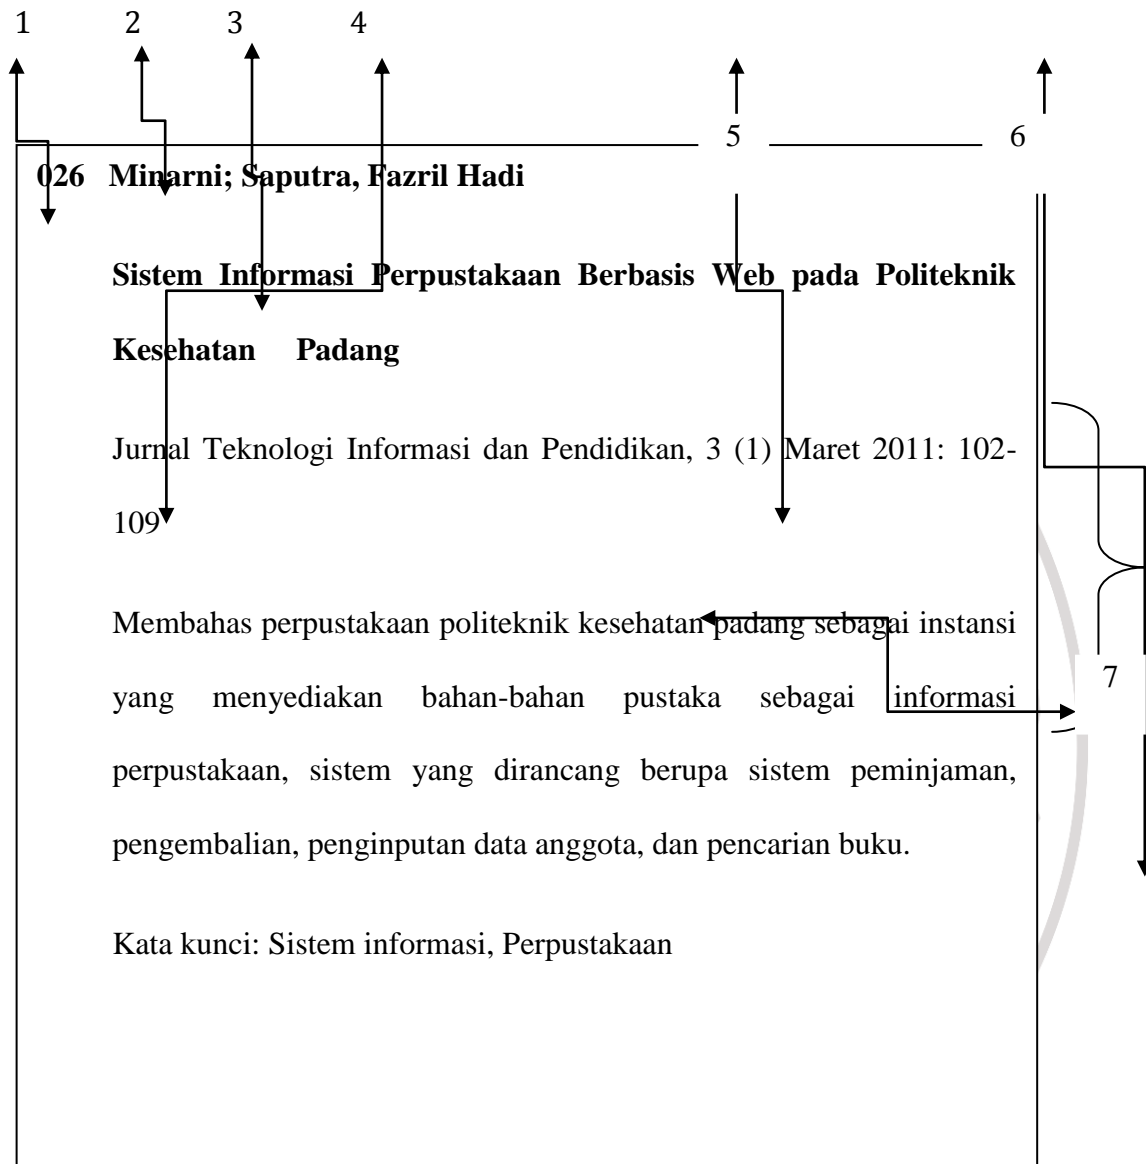 1 2 3 4
5 6
026 Minarni; Saputra, Fazril Hadi
Sistem Informasi Perpustakaan Berbasis Web pada Politeknik
Kesehatan Padang
Jurnal Teknologi Informasi dan Pendidikan, 3 (1) Maret 2011: 102-
109
Membahas perpustakaan politeknik kesehatan padang sebagai instansi
yang menyediakan bahan-bahan pustaka sebagai informasi
7
perpustakaan, sistem yang dirancang berupa sistem peminjaman,
pengembalian, penginputan data anggota, dan pencarian buku.
Kata kunci: Sistem informasi, Perpustakaan